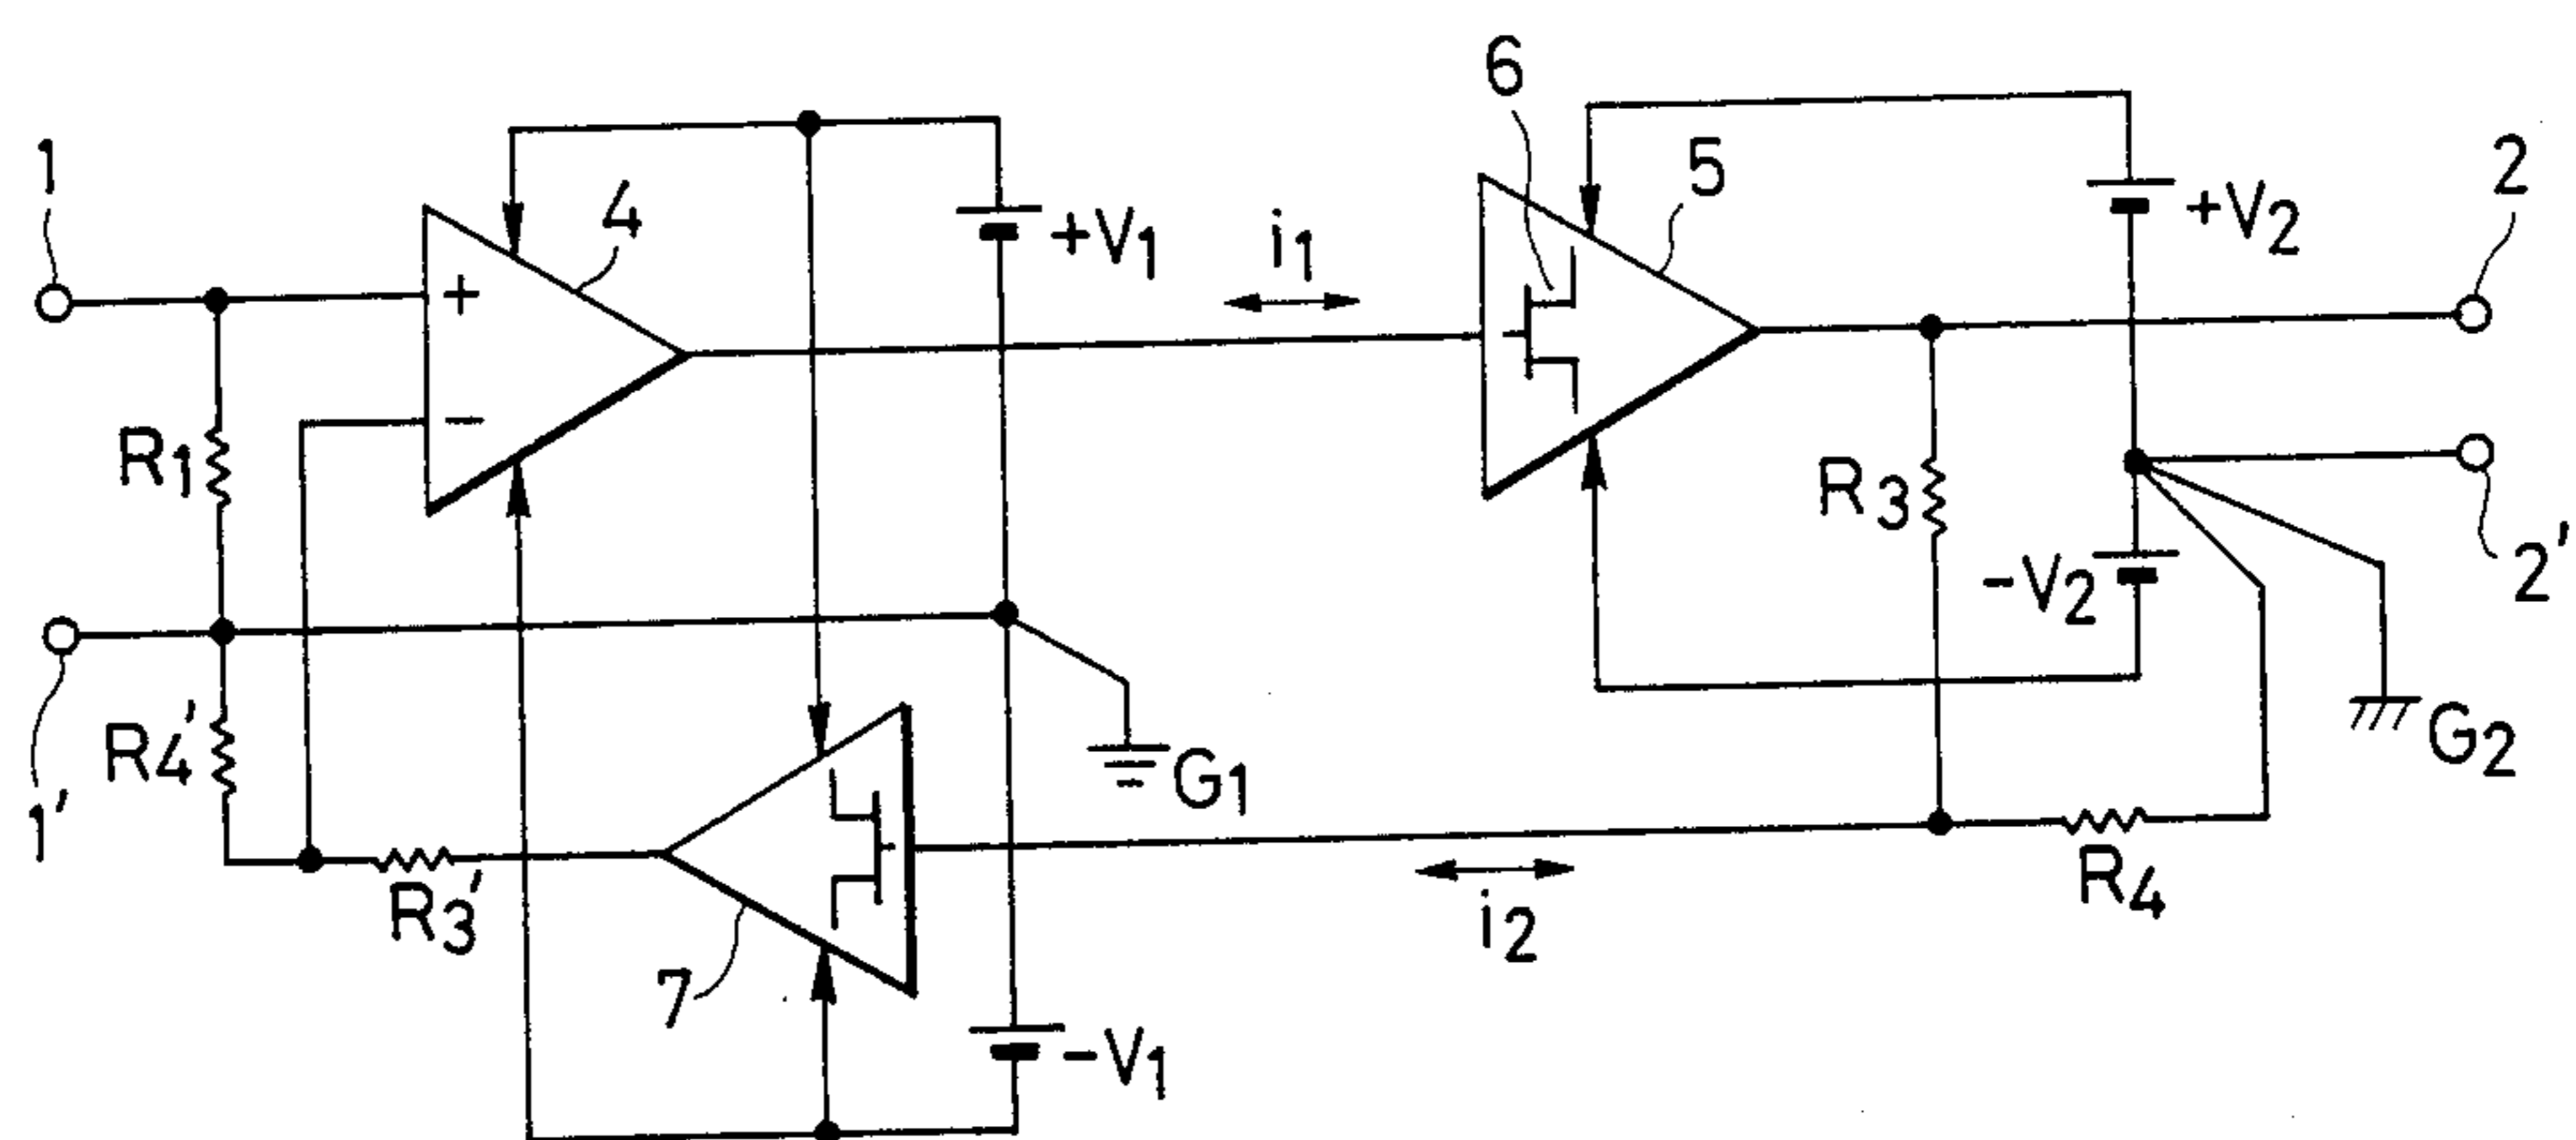 6
1
4
5
2
+V1
i1
+V2
+
−
R1
R3
-V2
2'
R4'
1'
G1
G2
R3'
i2
R4
7
-V1